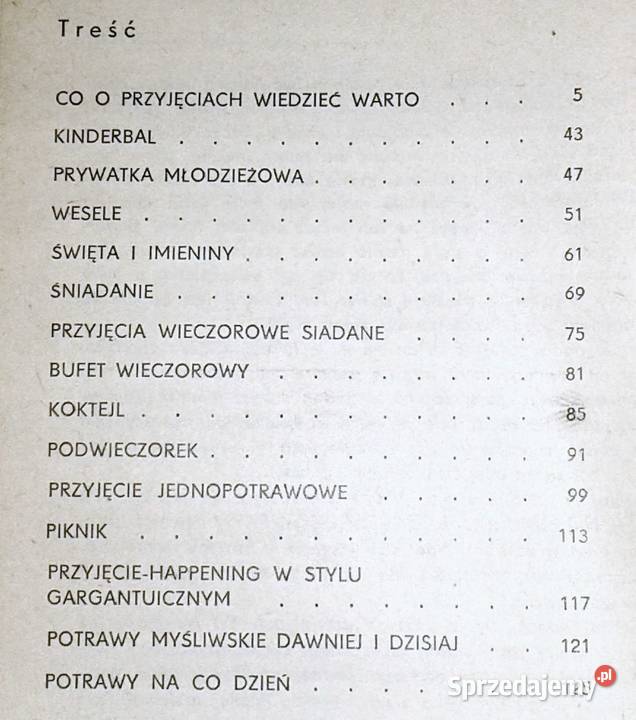 Treść
CO O PRZYJĘCIACH WIEDZIEĆ WARTO . . . 5
KINDERBAL . . . . . . . . . . . . 43
PRYWATKA MŁODZIEŻOWA . . . . . . . 47
WESELE . . . . . . . . . . . . . 51
ŚWIĘTA I IMIENINY . . . . . . . . . 61
ŚNIADANIE . . . . . . . . . . . . 69
PRZYJĘCIA WIECZOROWE SIADANE . . . . 75
BUFET WIECZOROWY . . . . . . . . 81
KOKTEJL . . . . . . . . . . . . . 85
PODWIECZOREK . . . . . . . . . . 91
PRZYJĘCIE JEDNOPOTRAWOWE . . . . . 99
PIKNIK . . . . . . . . . . . . . 113
PRZYJĘCIE-HAPPENING W STYLU
GARGANTUICZNYM . . . . . . . . 117
POTRAWY MYŚLIWSKIE DAWNIEJ I DZISIAJ . 121
POTRAWY NA CO DZIEŃ . . . . .
Sprzedajemy.pl